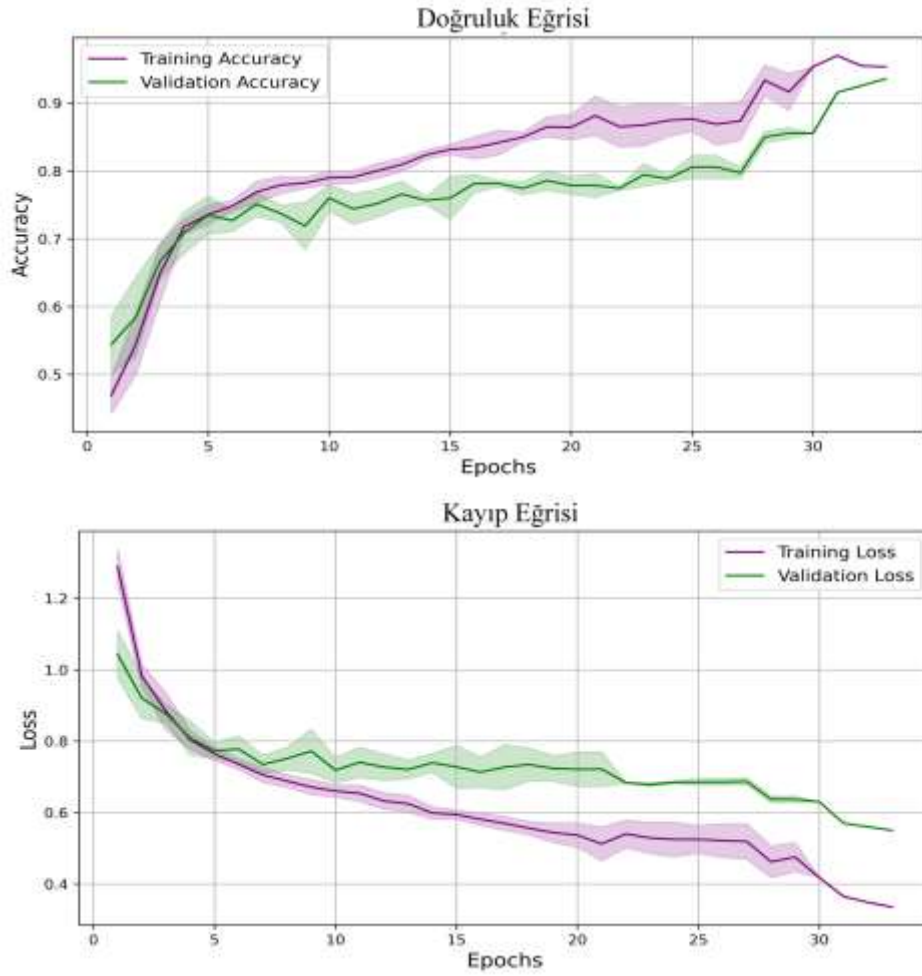 Doğruluk Eğrisi
Training Accuracy
Validation Accuracy
0.9
0.8
0.7
0.6
0.5
Accuracy
0 5 10 15 20 25 30
Epochs
Kayıp Eğrisi
Training Loss
Validation Loss
1.2
1.0
0.8
0.6
0.4
Loss
0 5 10 15 20 25 30
Epochs